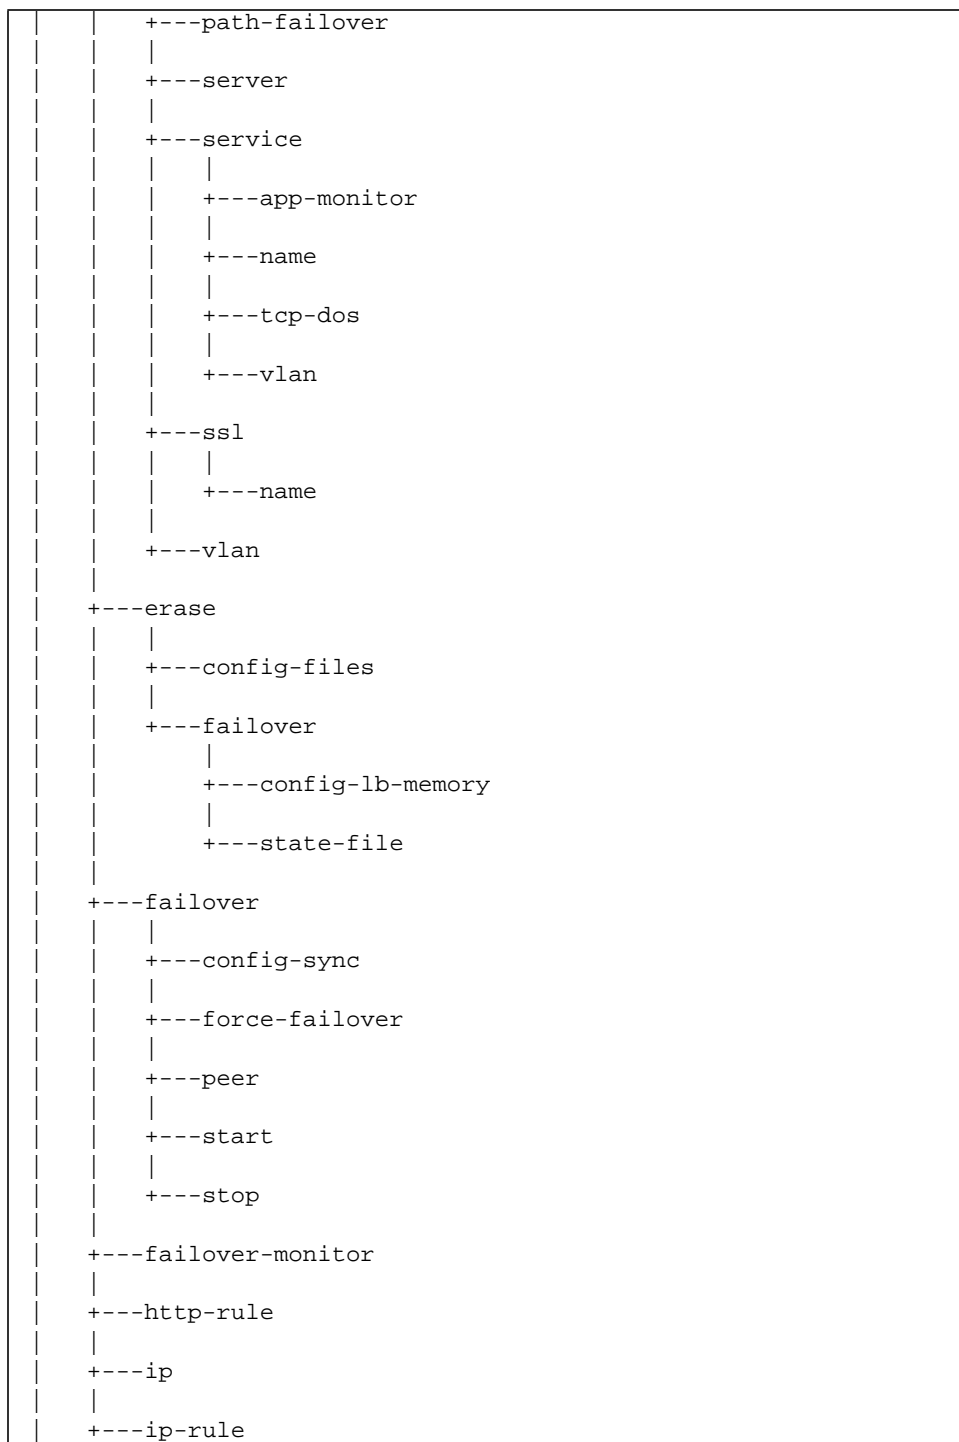 |   |   +---path-failover
|   |   |
|   |   +---server
|   |   |
|   |   +---service
|   |   |   |
|   |   |   +---app-monitor
|   |   |   |
|   |   |   +---name
|   |   |   |
|   |   |   +---tcp-dos
|   |   |   |
|   |   |   +---vlan
|   |   |
|   |   +---ssl
|   |   |   |
|   |   |   +---name
|   |   |
|   |   +---vlan
|   |
|   +---erase
|   |   |
|   |   +---config-files
|   |   |
|   |   +---failover
|   |       |
|   |       +---config-lb-memory
|   |       |
|   |       +---state-file
|   |
|   +---failover
|   |   |
|   |   +---config-sync
|   |   |
|   |   +---force-failover
|   |   |
|   |   +---peer
|   |   |
|   |   +---start
|   |   |
|   |   +---stop
|   |
|   +---failover-monitor
|   |
|   +---http-rule
|   |
|   +---ip
|   |
|   +---ip-rule